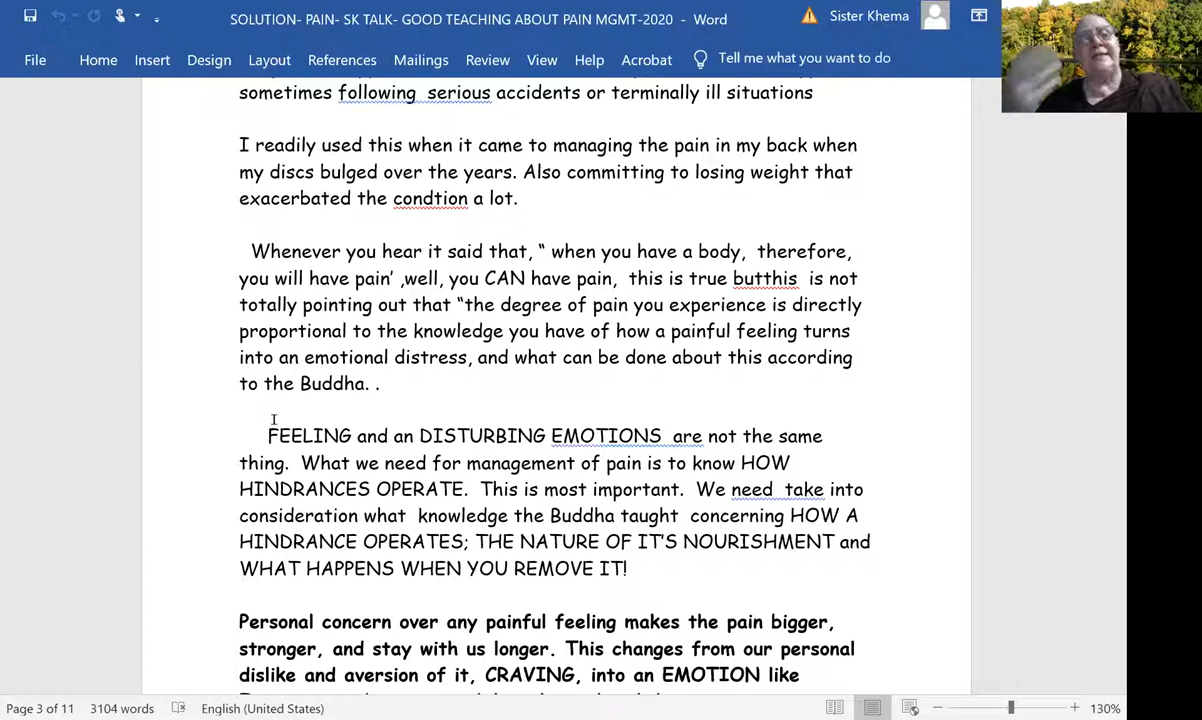 SOLUTION- PAIN- SK TALK- GOOD TEACHING ABOUT PAIN MGMT-2020 - Word
Sister Khema
File Home Insert Design Layout References Mailings Review View Help Acrobat Tell me what you want to do
sometimes following serious accidents or terminally ill situations
I readily used this when it came to managing the pain in my back when
my discs bulged over the years. Also committing to losing weight that
exacerbated the condtion a lot.
Whenever you hear it said that, “ when you have a body, therefore,
you will have pain’ ,well, you CAN have pain, this is true butthis is not
totally pointing out that “the degree of pain you experience is directly
proportional to the knowledge you have of how a painful feeling turns
into an emotional distress, and what can be done about this according
to the Buddha. .
FEELING and an DISTURBING EMOTIONS are not the same
thing. What we need for management of pain is to know HOW
HINDRANCES OPERATE. This is most important. We need take into
consideration what knowledge the Buddha taught concerning HOW A
HINDRANCE OPERATES; THE NATURE OF IT’S NOURISHMENT and
WHAT HAPPENS WHEN YOU REMOVE IT!
Personal concern over any painful feeling makes the pain bigger,
stronger, and stay with us longer. This changes from our personal
dislike and aversion of it, CRAVING, into an EMOTION like
Page 3 of 11 3104 words English (United States) 130%